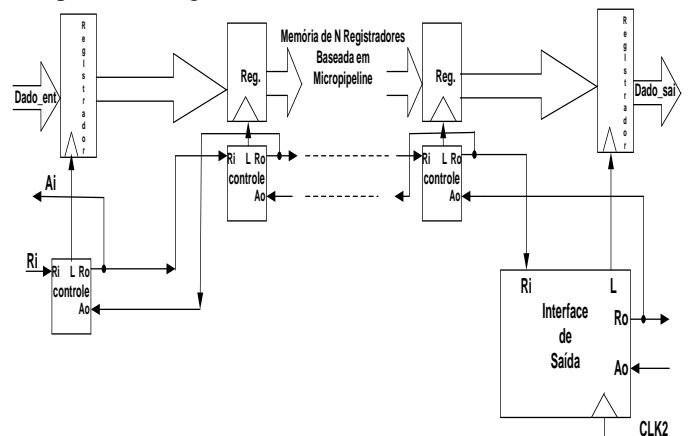 Registrador
Memória de N Registradores
Baseada em
Micropipeline
Registrador
Dado_ent
Reg.
Reg.
Dado_sai
Ri L Ro
controle
Ao
Ri L Ro
controle
Ao
Ai
Ri
Ri L Ro
controle
Ao
Ri L
Ro
Interface
de
Saída
Ao
CLK2